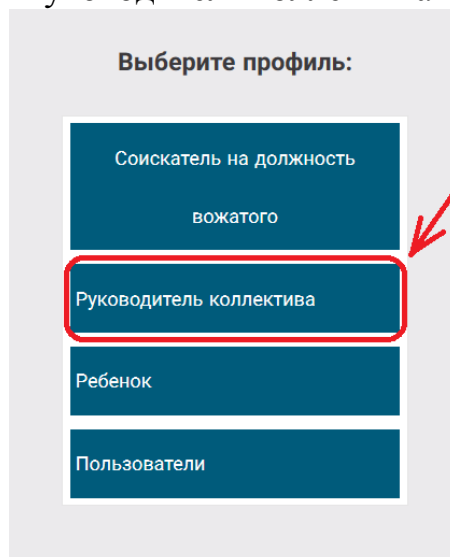 Выберите профиль:
Соискатель на должность
вожатого
Руководитель коллектива
Ребенок
Пользователи